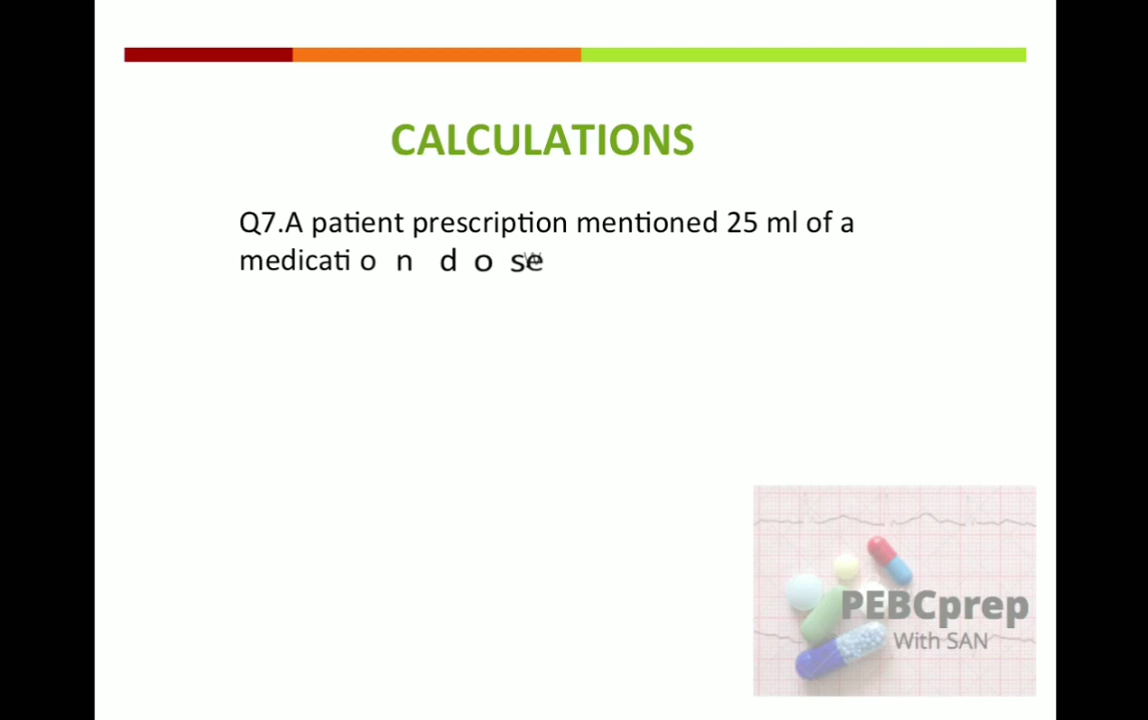 CALCULATIONS
Q7.A patient prescription mentioned 25 ml of a
medication dose
PEBCprep
With SAN